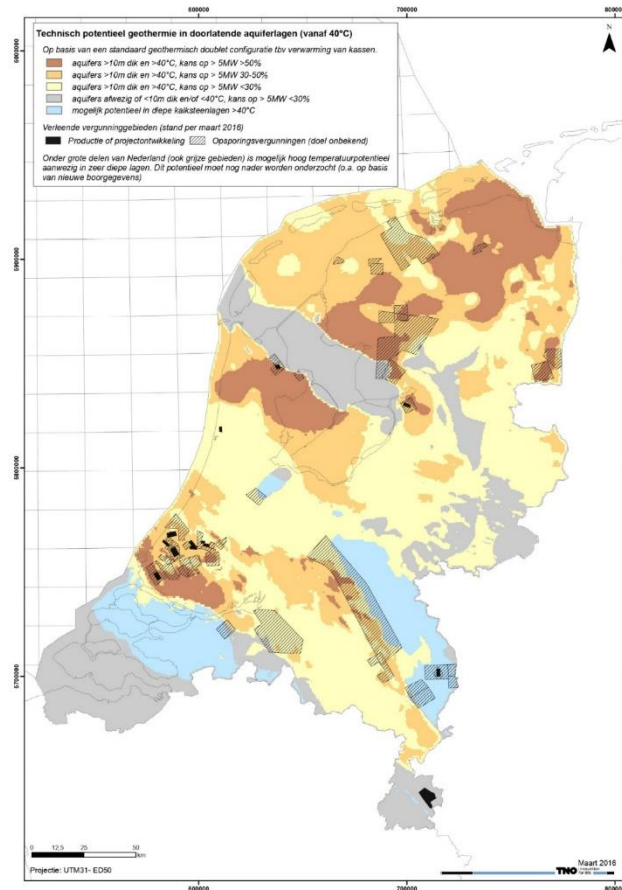 600000
700000
80000
Technisch potentieel geothermie in doorlatende aquiferlagen (vanaf 40°C)
Op basis van een standaard geothermisch doublet configuratie tbv verwarming van kassen.
aquifers >10m dik en >40°C, kans op > 5MW >50%
aquifers >10m dik en >40°C, kans op > 5MW 30-50%
aquifers >10m dik en >40°C, kans op > 5MW <30%
aquifers afwezig of <10m dik en/of <40°C, kans op > 5MW <30%
mogelijk potentieel in diepe kalksteenlagen >40°C
Verleende vergunninggebieden (stand per maart 2016)
Productie of projectontwikkeling
Opsporingsvergunningen (doel onbekend)
Onder grote delen van Nederland (ook grijze gebieden) is mogelijk hoog temperatuurpotentieel
aanwezig in zeer diepe lagen. Dit potentieel moet nog nader worden onderzocht (o.a. op basis
van nieuwe boorgegevens)
N
5900000
5800000
5700000
0 12,5 25 50
km
Projectie: UTM31- ED50
Maart 2016
TNO
600000
700000
80000